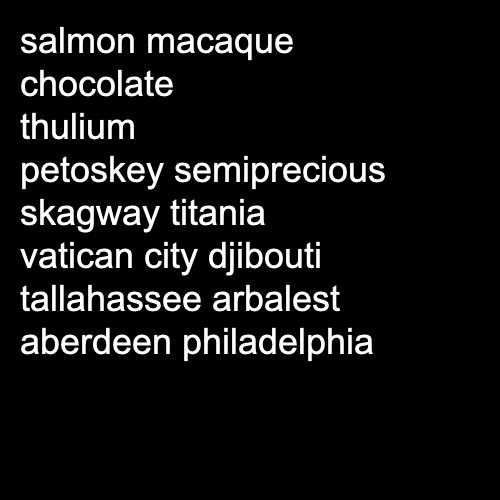 salmon macaque
chocolate
thulium
petoskey semiprecious
skagway titania
vatican city djibouti
tallahassee arbalest
aberdeen philadelphia